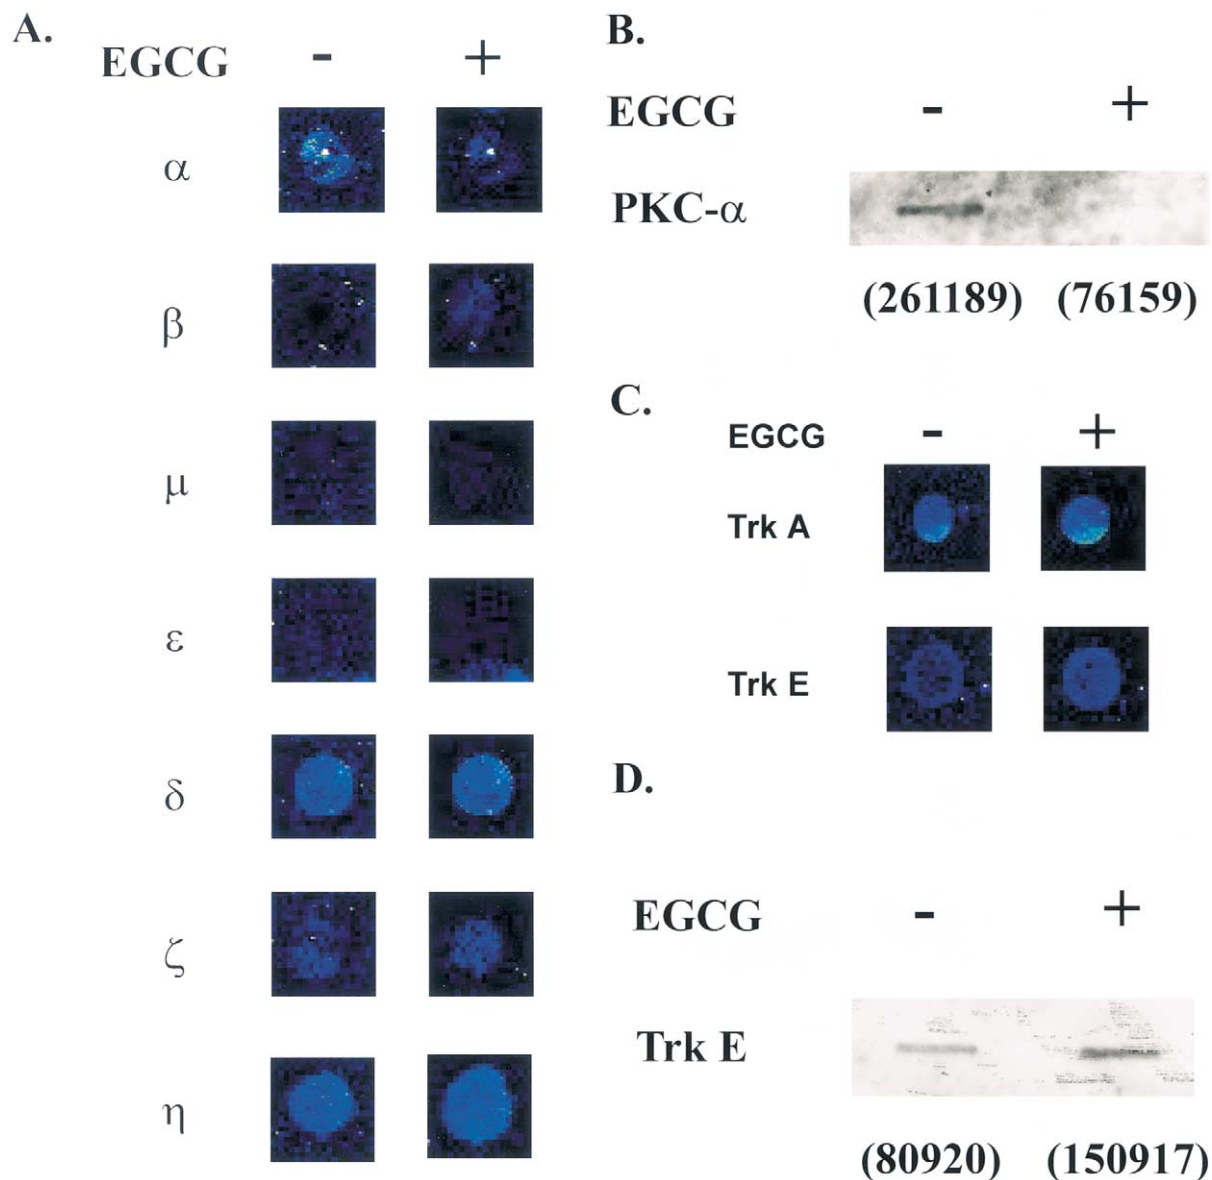 A.
EGCG - +
α
β
μ
ε
δ
ζ
η
B.
EGCG - +
PKC-α
(261189) (76159)
C.
EGCG - +
Trk A
Trk E
D.
EGCG - +
Trk E
(80920) (150917)